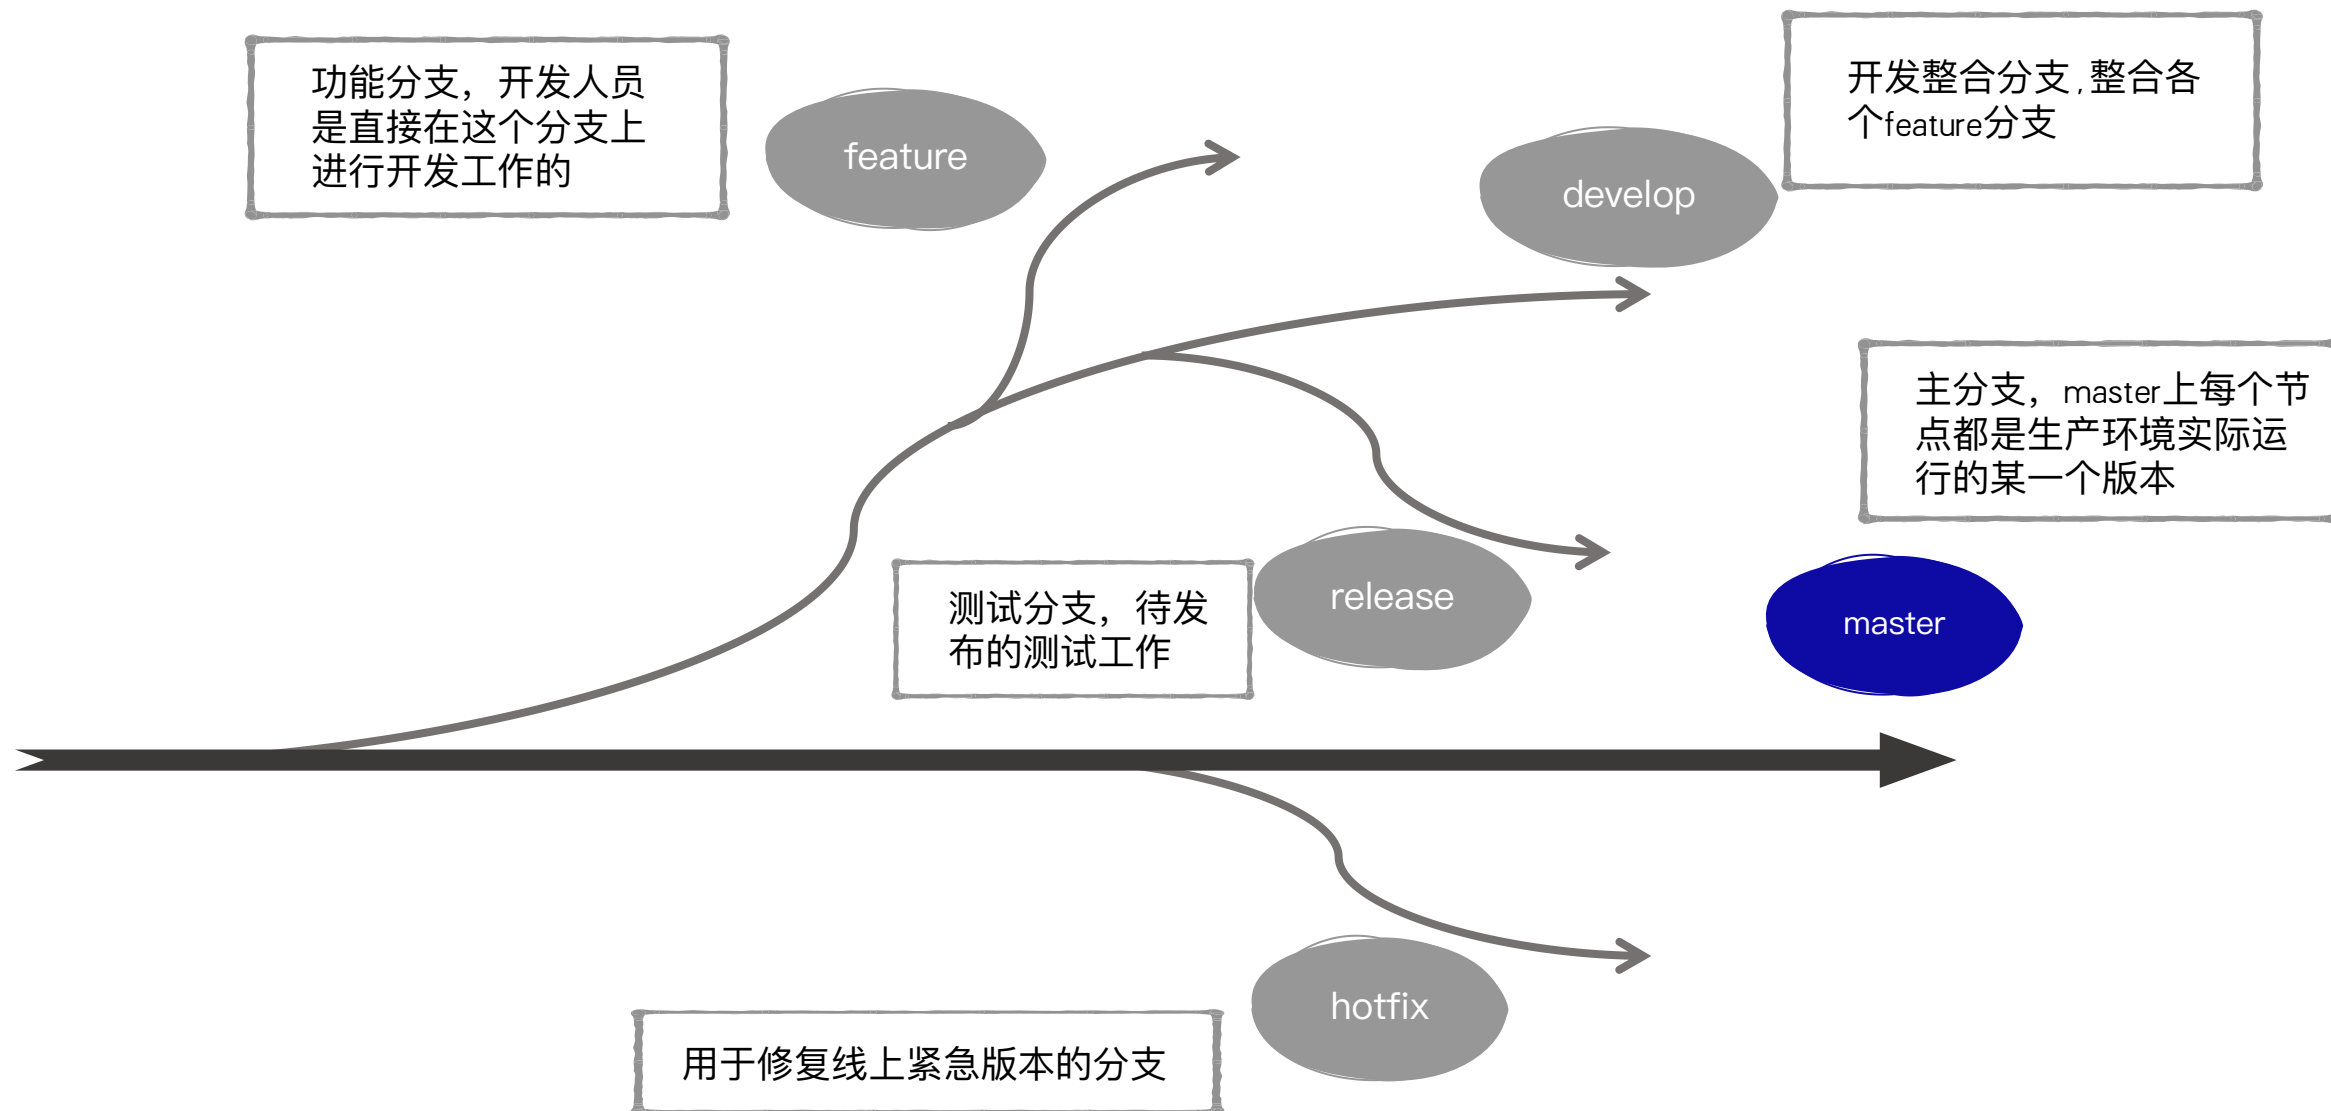 功能分支，开发人员
是直接在这个分支上
进行开发工作的
feature
开发整合分支,整合各
个feature分支
develop
主分支，master上每个节
点都是生产环境实际运
行的某一个版本
测试分支，待发
布的测试工作
release
master
hotfix
用于修复线上紧急版本的分支